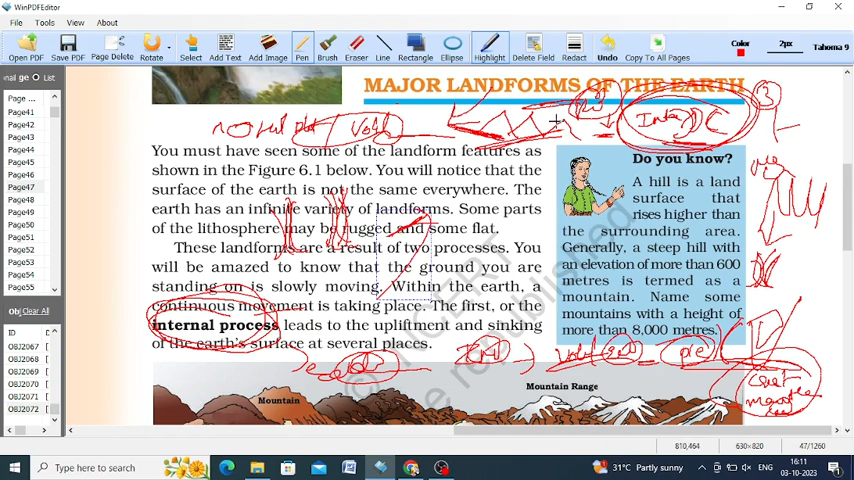 WinPDFEditor
File Tools View About
Open PDF Save PDF Page Delete Rotate Select Add Text Add Image Pen Brush Eraser Line Rectangle Ellipse Highlight Delete Field Redact Undo Copy To All Pages Color 2px Tahoma 9
List
Page...
Page41
Page42
Page43
Page44
Page45
Page46
Page47
Page48
Page49
Page50
Page51
Page52
Page53
Page54
Page55
Obj Clear All
ID
OBJ2067
OBJ2068
OBJ2069
OBJ2070
OBJ2071
OBJ2072
MAJOR LANDFORMS OF THE EARTH
You must have seen some of the landform features as
shown in the Figure 6.1 below. You will notice that the
surface of the earth is not the same everywhere. The
earth has an infinite variety of landforms. Some parts
of the lithosphere may be rugged and some flat.
These landforms are a result of two processes. You
will be amazed to know that the ground you are
standing on is slowly moving. Within the earth, a
continuous movement is taking place. The first, or the
internal process leads to the upliftment and sinking
of the earth's surface at several places.
Do you know?
A hill is a land
surface that
rises higher than
the surrounding area.
Generally, a steep hill with
an elevation of more than 600
metres is termed as a
mountain. Name some
mountains with a height of
more than 8,000 metres.
Mountain
Mountain Range
810,464 630×820 47/1260
Type here to search
31°C Partly sunny
ENG
16:11
03-10-2023